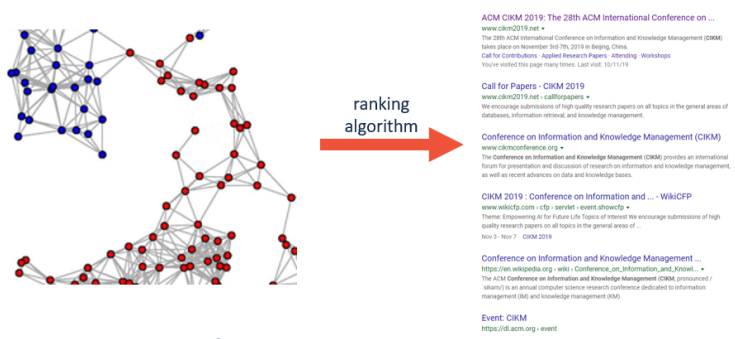 ranking
algorithm
ACM CIKM 2019: The 28th ACM International Conference on ...
www.cikm2019.net
The 28th ACM International Conference on Information and Knowledge Management (CIKM)
takes place on November 3rd-7th, 2019 in Beijing, China.
Call for Contributions · Applied Research Papers · Attending · Workshops
You've visited this page many times. Last visit: 10/11/19
Call for Papers - CIKM 2019
www.cikm2019.net › callforpapers
We encourage submissions of high quality research papers on all topics in the general areas of
databases, information retrieval, and knowledge management.
Conference on Information and Knowledge Management (CIKM)
www.cikmconference.org
The Conference on Information and Knowledge Management (CIKM) provides an international
forum for presentation and discussion of research on information and knowledge management,
as well as recent advances on data and knowledge bases.
CIKM 2019 : Conference on Information and .... - WikiCFP
www.wikicfp.com › cfp › servlet › event.showcfp
Theme: Empowering AI for Future Life Topics of Interest We encourage submissions of high
quality research papers on all topics in the general areas of ...
Nov 3 - Nov 7 CIKM 2019
Conference on Information and Knowledge Management ...
https://en.wikipedia.org › wiki › Conference_on_Information_and_Knowl...
The ACM Conference on Information and Knowledge Management (CIKM, pronounced /
ˈsikəm/) is an annual computer science research conference dedicated to information
management (IM) and knowledge management (KM).
Event: CIKM
https://dl.acm.org › event